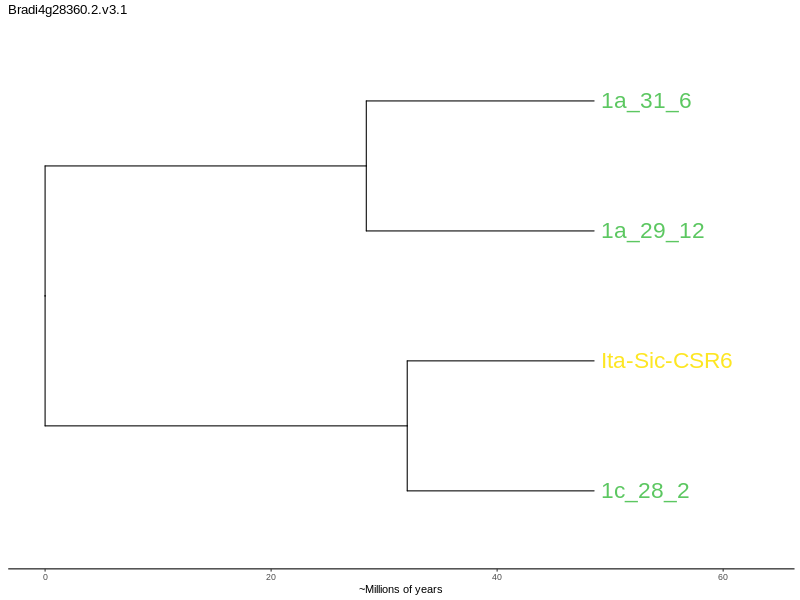 Bradi4g28360.2.v3.1
1a_31_6
1a_29_12
Ita-Sic-CSR6
1c_28_2
0 20 40 60
~Millions of years